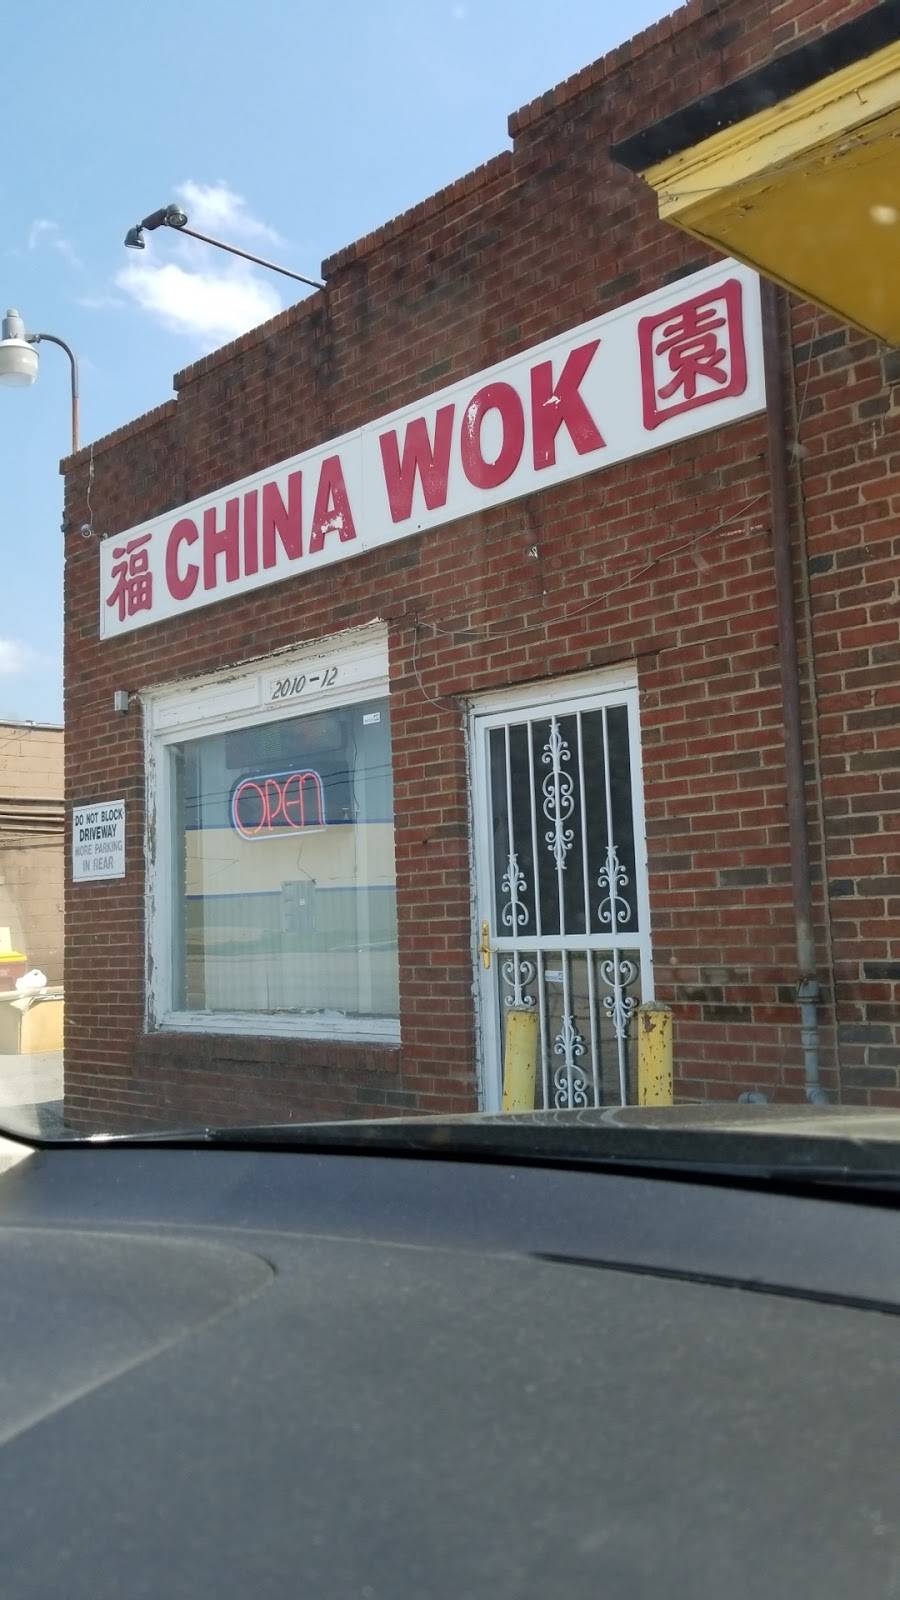 福 CHINA WOK 園
2010-12
OPEN
DO NOT BLOCK
DRIVEWAY
MORE PARKING
IN REAR